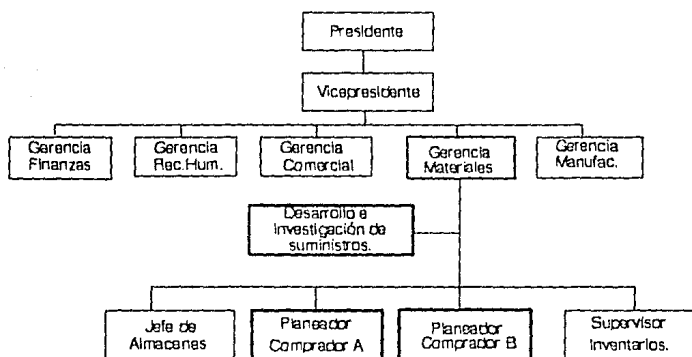 Presidente
Vicepresidente
Gerencia
Finanzas
Gerencia
Rec.Hum.
Gerencia
Comercial
Gerencia
Materiales
Gerencia
Manufac.
Desarrollo e
Investigación de
suministros.
Jefe de
Almacenes
Planeador
Comprador A
Planeador
Comprador B
Supervisor
Inventarios.